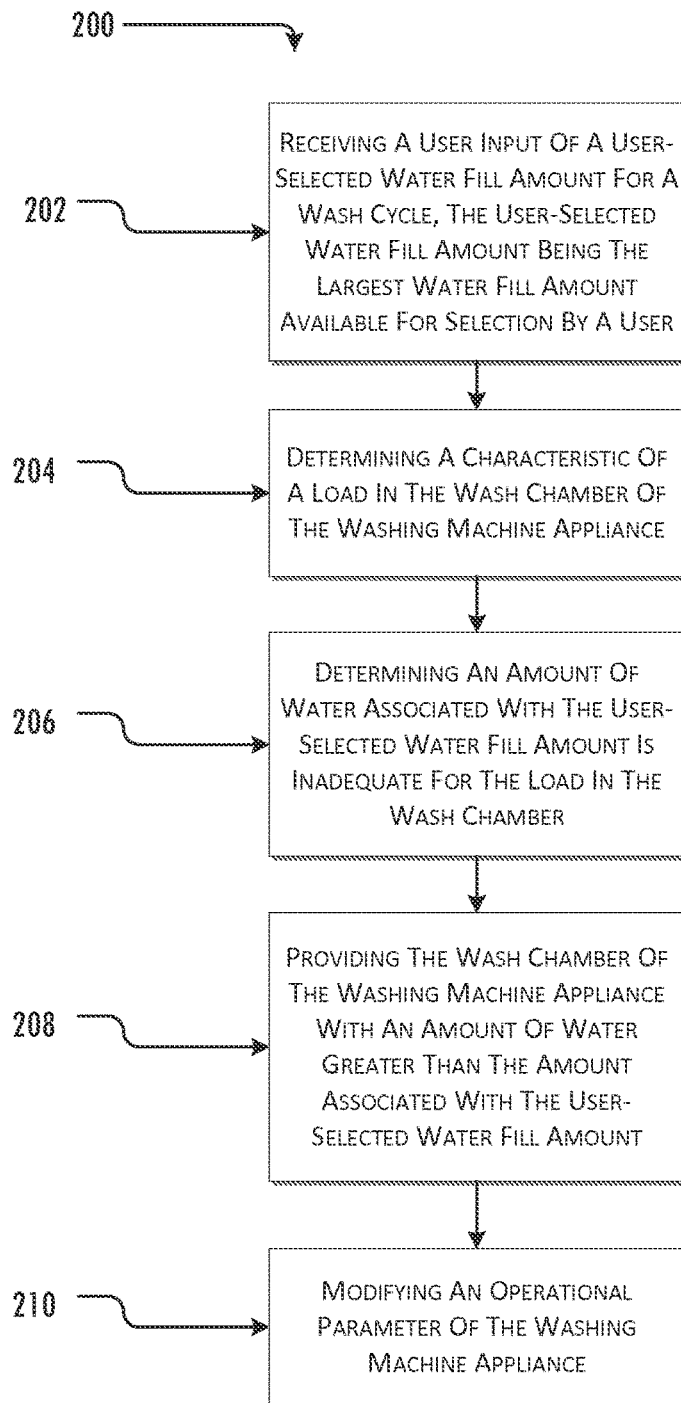 200
202
RECEIVING A USER INPUT OF A USER-
SELECTED WATER FILL AMOUNT FOR A
WASH CYCLE, THE USER-SELECTED
WATER FILL AMOUNT BEING THE
LARGEST WATER FILL AMOUNT
AVAILABLE FOR SELECTION BY A USER
204
DETERMINING A CHARACTERISTIC OF
A LOAD IN THE WASH CHAMBER OF
THE WASHING MACHINE APPLIANCE
206
DETERMINING AN AMOUNT OF
WATER ASSOCIATED WITH THE USER-
SELECTED WATER FILL AMOUNT IS
INADEQUATE FOR THE LOAD IN THE
WASH CHAMBER
208
PROVIDING THE WASH CHAMBER OF
THE WASHING MACHINE APPLIANCE
WITH AN AMOUNT OF WATER
GREATER THAN THE AMOUNT
ASSOCIATED WITH THE USER-
SELECTED WATER FILL AMOUNT
210
MODIFYING AN OPERATIONAL
PARAMETER OF THE WASHING
MACHINE APPLIANCE